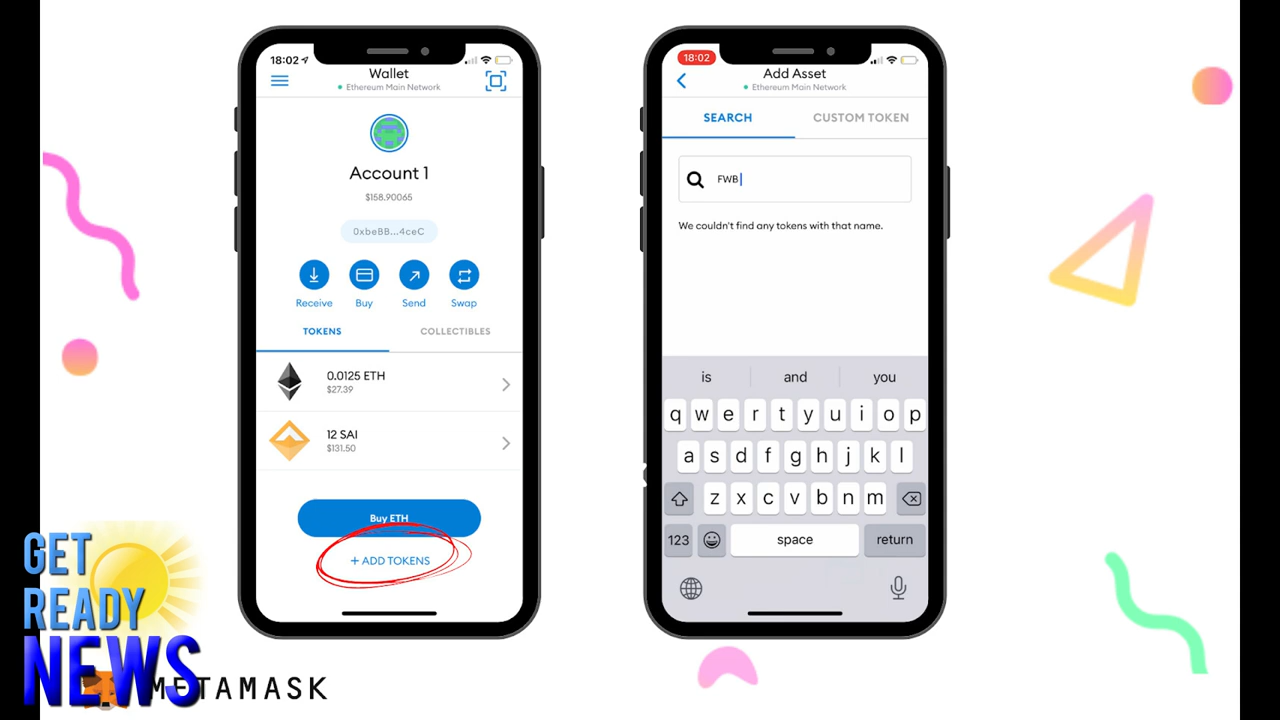 18:02
Wallet
Ethereum Main Network
Account 1
$158.90065
0xbeBB...4ceC
Receive Buy Send Swap
TOKENS COLLECTIBLES
0.0125 ETH
$27.39
12 SAI
$131.50
Buy ETH
+ ADD TOKENS
18:02
Add Asset
Ethereum Main Network
SEARCH CUSTOM TOKEN
FWB
We couldn't find any tokens with that name.
is and you
q w e r t y u i o p
a s d f g h j k l
z x c v b n m
123 space return
GET
READY
NEWS
METAMASK